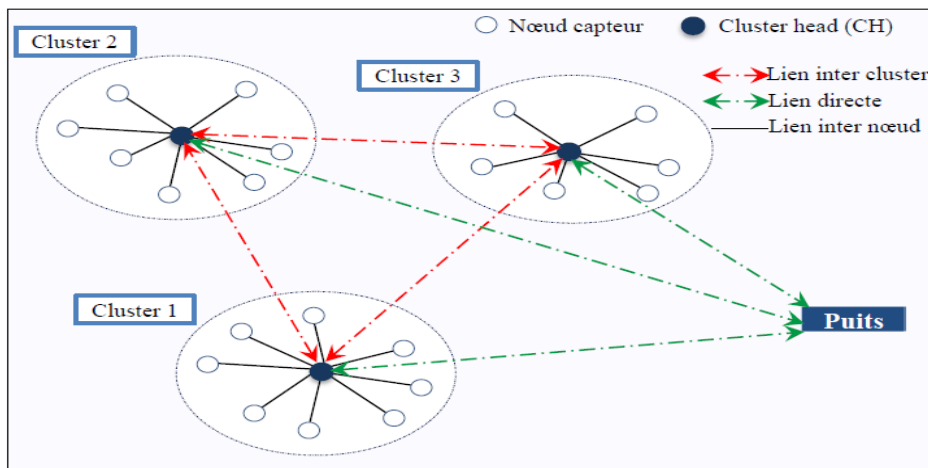 Cluster 2
Nœud capteur
Cluster head (CH)
Cluster 3
Lien inter cluster
Lien directe
Lien inter nœud
Cluster 1
Puits